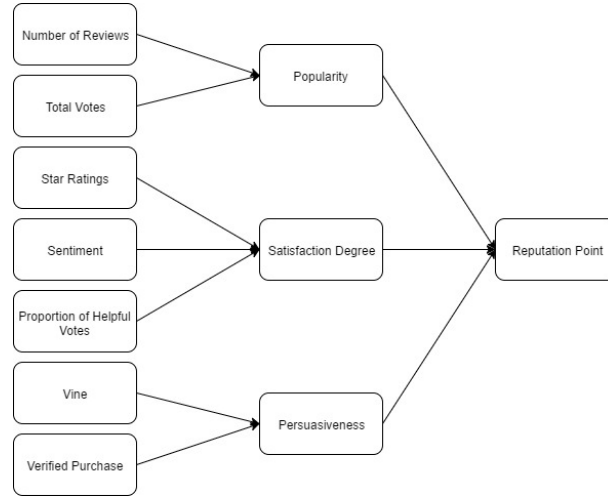 Number of Reviews
Total Votes
Star Ratings
Sentiment
Proportion of Helpful
Votes
Vine
Verified Purchase
Popularity
Satisfaction Degree
Persuasiveness
Reputation Point